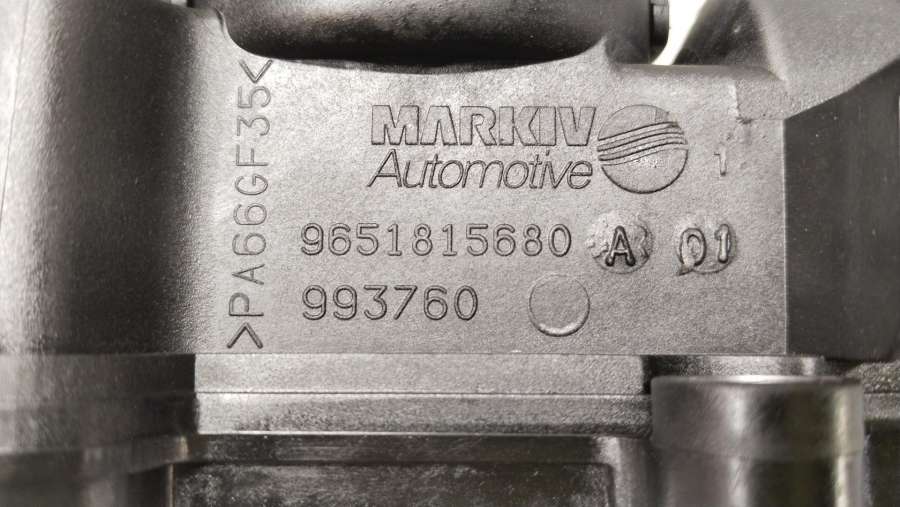 >PA66GF35<
MARKIV
Automotive
1
9651815680 A 01
993760